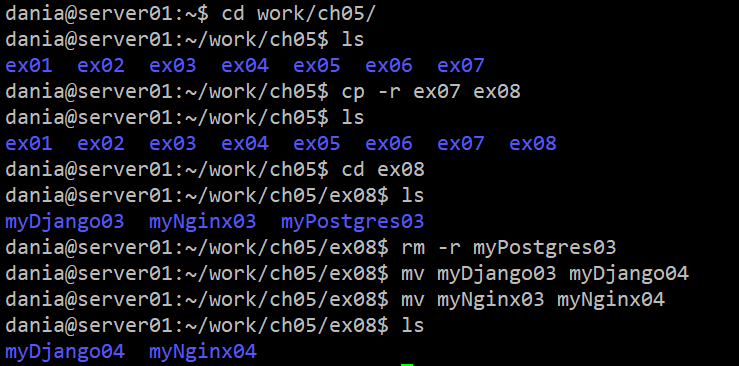 dania@server01:~$ cd work/ch05/
dania@server01:~/work/ch05$ ls
ex01  ex02  ex03  ex04  ex05  ex06  ex07
dania@server01:~/work/ch05$ cp -r ex07 ex08
dania@server01:~/work/ch05$ ls
ex01  ex02  ex03  ex04  ex05  ex06  ex07  ex08
dania@server01:~/work/ch05$ cd ex08
dania@server01:~/work/ch05/ex08$ ls
myDjango03  myNginx03  myPostgres03
dania@server01:~/work/ch05/ex08$ rm -r myPostgres03
dania@server01:~/work/ch05/ex08$ mv myDjango03 myDjango04
dania@server01:~/work/ch05/ex08$ mv myNginx03 myNginx04
dania@server01:~/work/ch05/ex08$ ls
myDjango04  myNginx04